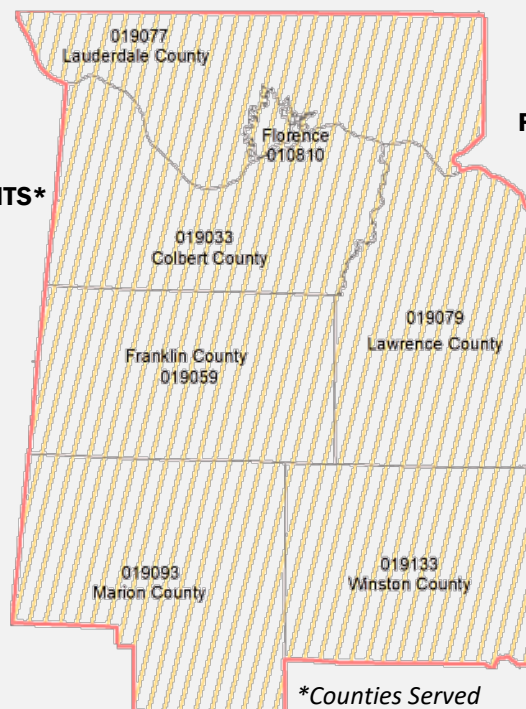 019077
Lauderdale County
Florence
010810
019033
Colbert County
019079
Lawrence County
Franklin County
019059
019093
Marion County
019133
Winston County
*Counties Served